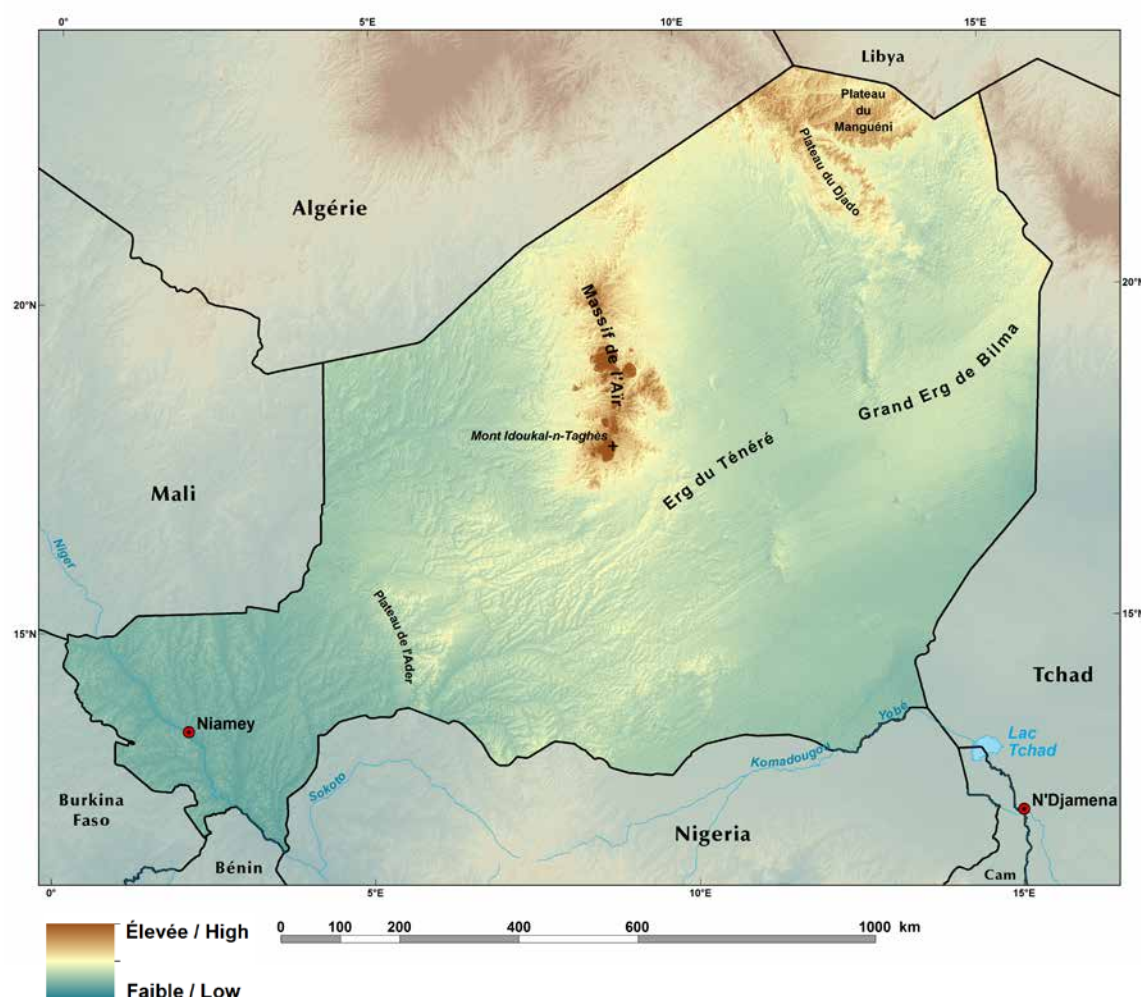 0° 5°E 10°E 15°E
Libya
Plateau
du
Manguéni
Plateau du Djado
Algérie
20°N
20°N
Massif de l'Aïr
Grand Erg de Bilma
Mont Idoukal-n-Taghès
Erg du Ténéré
Mali
Niger
15°N
15°N
Plateau de l'Ader
Tchad
Niamey
Yobé
Lac
Tchad
Komadougou
Sokoto
Burkina
Faso
N'Djamena
Nigeria
Bénin
Cam
0° 5°E 10°E 15°E
Élevée / High
0 100 200 400 600 1000 km
Faible / Low